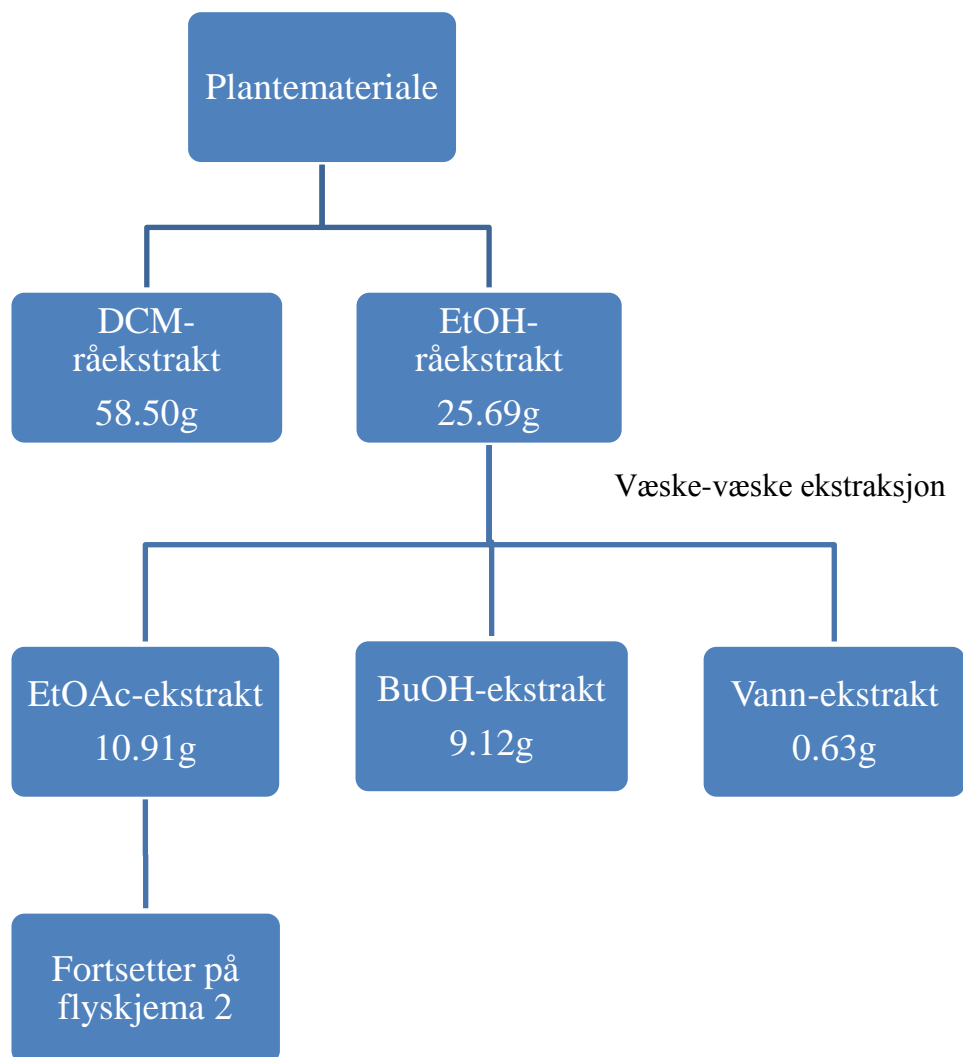 Plantemateriale
DCM-
råekstrakt
58.50g
EtOH-
råekstrakt
25.69g
Væske-væske ekstraksjon
EtOAc-ekstrakt
10.91g
BuOH-ekstrakt
9.12g
Vann-ekstrakt
0.63g
Fortsetter på
flyskjema 2